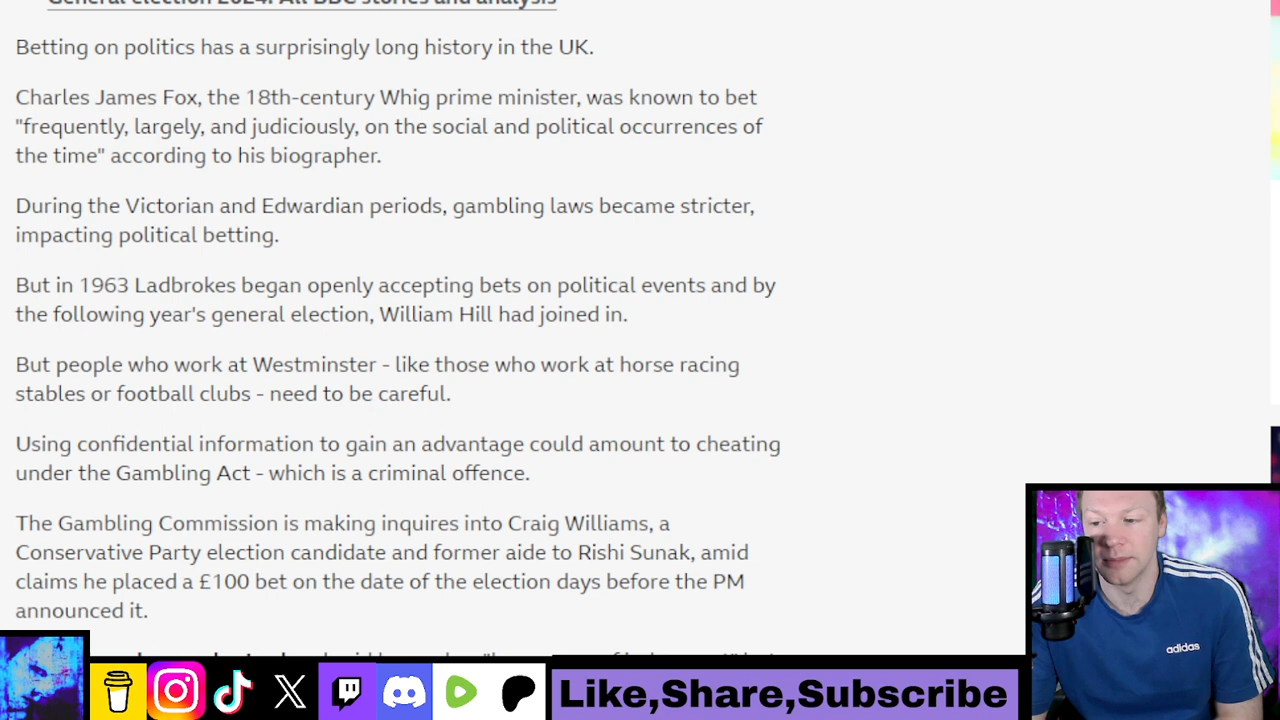 General election 2024: All BBC stories and analysis
Betting on politics has a surprisingly long history in the UK.
Charles James Fox, the 18th-century Whig prime minister, was known to bet
"frequently, largely, and judiciously, on the social and political occurrences of
the time" according to his biographer.
During the Victorian and Edwardian periods, gambling laws became stricter,
impacting political betting.
But in 1963 Ladbrokes began openly accepting bets on political events and by
the following year's general election, William Hill had joined in.
But people who work at Westminster - like those who work at horse racing
stables or football clubs - need to be careful.
Using confidential information to gain an advantage could amount to cheating
under the Gambling Act - which is a criminal offence.
The Gambling Commission is making inquires into Craig Williams, a
Conservative Party election candidate and former aide to Rishi Sunak, amid
claims he placed a £100 bet on the date of the election days before the PM
announced it.
adidas
Like,Share,Subscribe